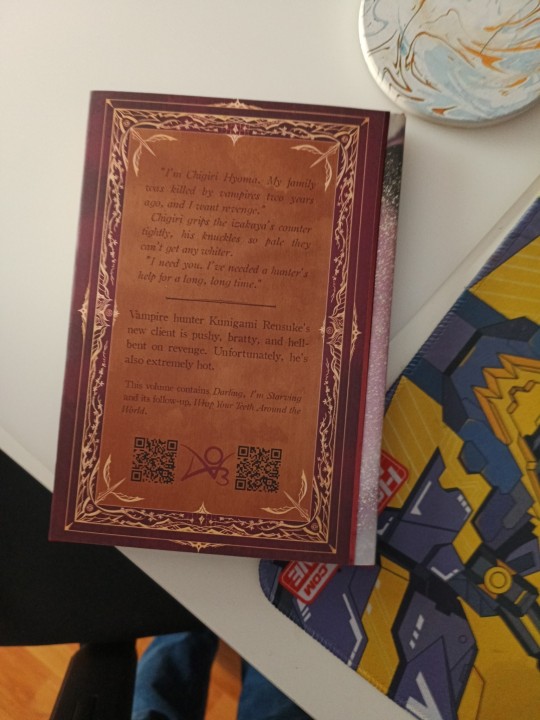 "I'm Chigiri Hyoma. My family
was killed by vampires two years
ago, and I want revenge."
Chigiri grips the izakaya's counter
tightly, his knuckles so pale they
can't get any whiter.
"I need you. I've needed a hunter's
help for a long, long time."
Vampire hunter Kunigami Rensuke's
new client is pushy, bratty, and hell-
bent on revenge. Unfortunately, he's
also extremely hot.
This volume contains Darling, I'm Starving
and its follow-up, Wrap Your Teeth Around the
World.
.COM